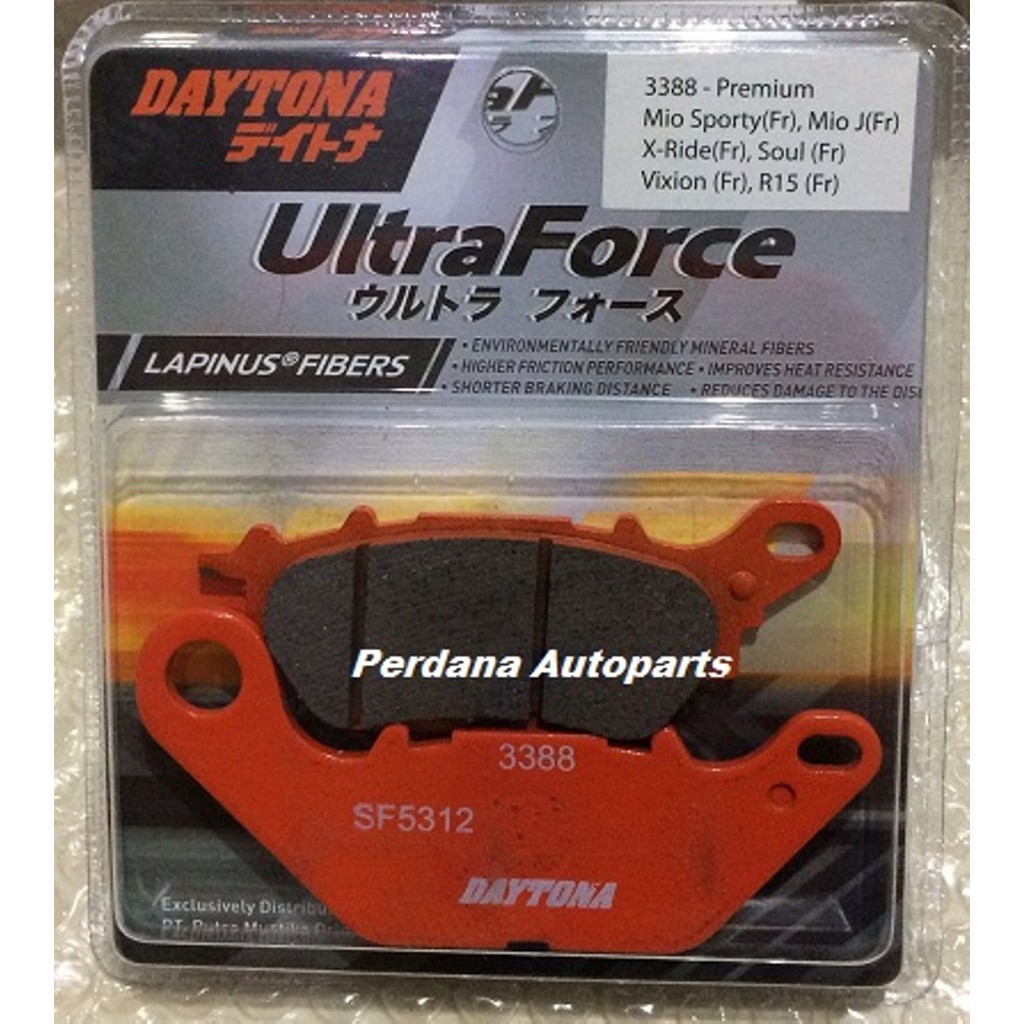 DAYTONA
デイトナ
3388 - Premium
Mio Sporty(Fr), Mio J(Fr)
X-Ride(Fr), Soul (Fr)
Vixion (Fr), R15 (Fr)
UltraForce
ウルトラ フォース
LAPINUS®FIBERS
• ENVIRONMENTALLY FRIENDLY MINERAL FIBERS
• HIGHER FRICTION PERFORMANCE • IMPROVES HEAT RESISTANCE
• SHORTER BRAKING DISTANCE • REDUCES DAMAGE TO THE
Perdana Autoparts
3388
SF5312
DAYTONA
Exclusively
PT.